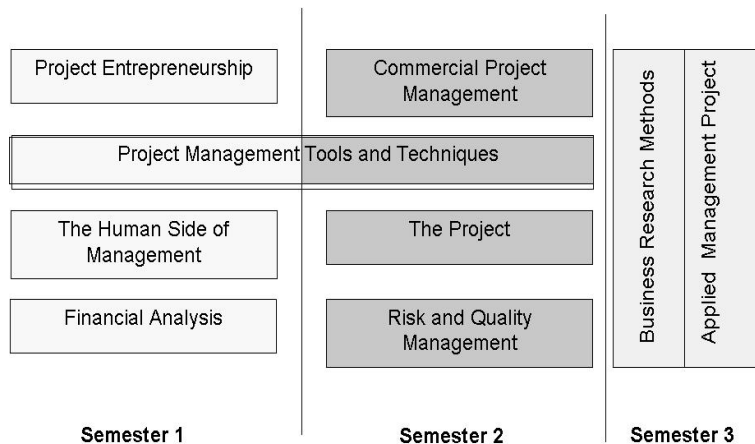 Project Entrepreneurship
Commercial Project
Management
Project Management Tools and Techniques
The Human Side of
Management
The Project
Financial Analysis
Risk and Quality
Management
Business Research Methods
Applied Management Project
Semester 1
Semester 2
Semester 3